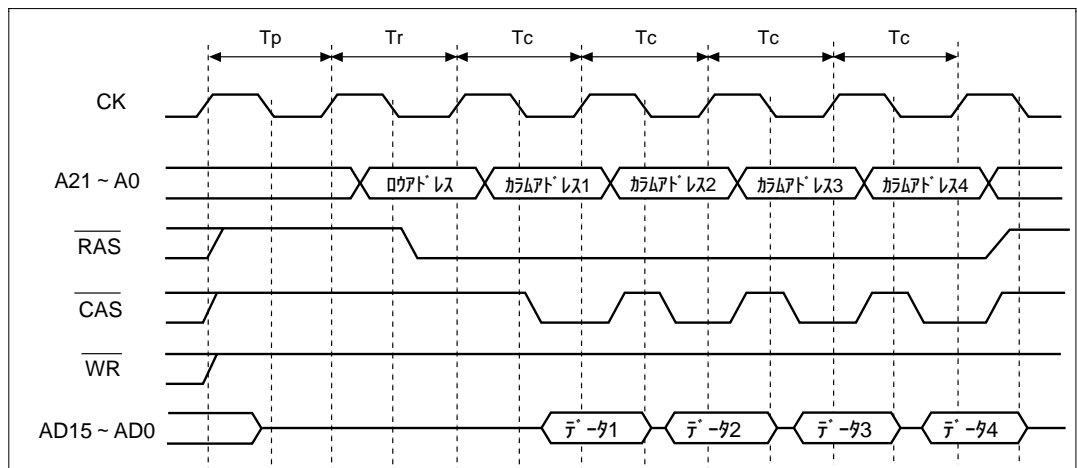 Tp Tr Tc Tc Tc Tc
CK
A21 ~ A0 ﾛｳｱﾄﾞﾚｽ ｶﾗﾑｱﾄﾞﾚｽ1 ｶﾗﾑｱﾄﾞﾚｽ2 ｶﾗﾑｱﾄﾞﾚｽ3 ｶﾗﾑｱﾄﾞﾚｽ4
RAS
CAS
WR
AD15 ~ AD0 ﾃﾞｰﾀ1 ﾃﾞｰﾀ2 ﾃﾞｰﾀ3 ﾃﾞｰﾀ4